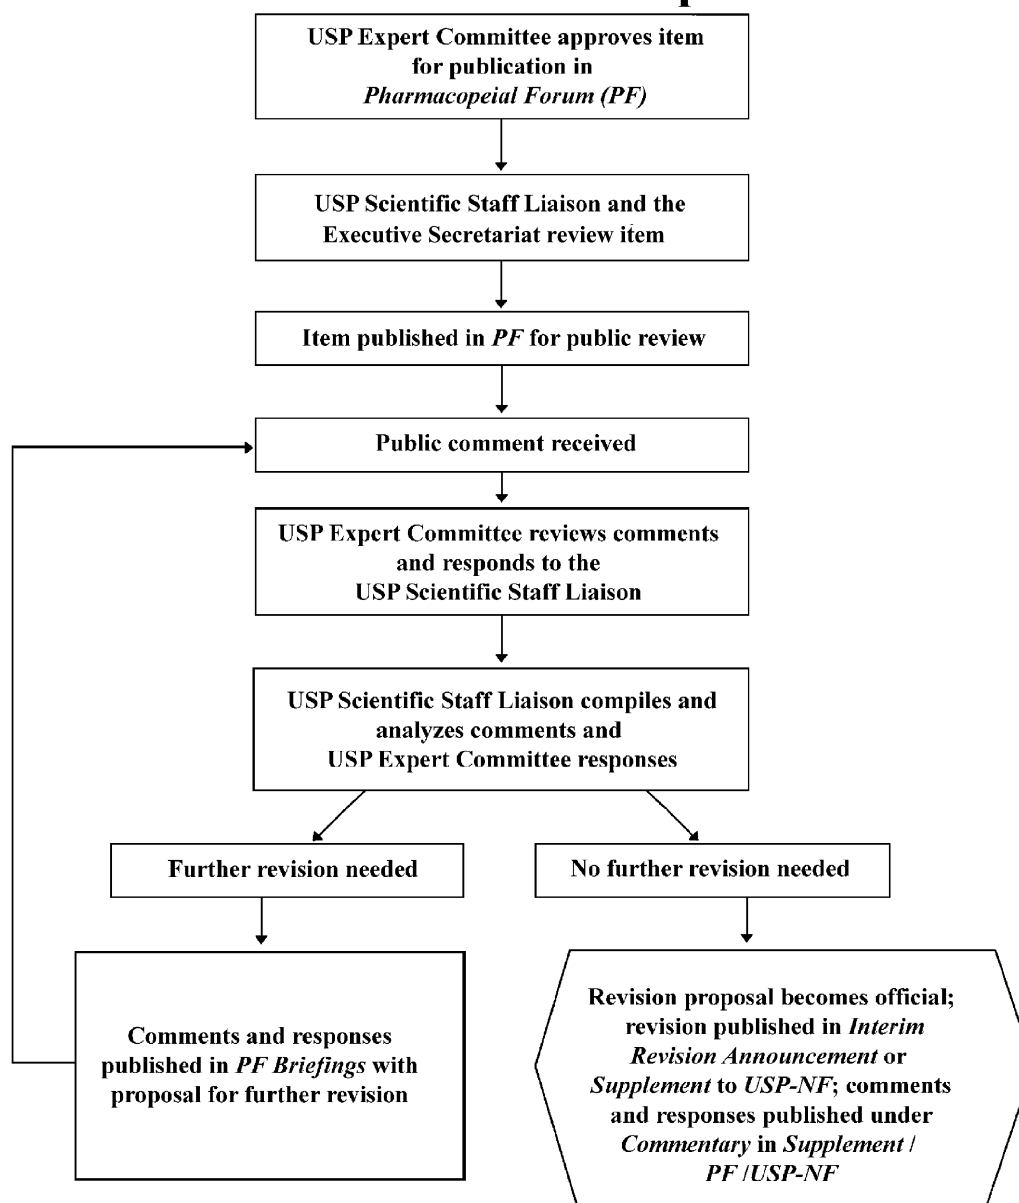 USP Expert Committee approves item
for publication in
Pharmacopeial Forum (PF)
USP Scientific Staff Liaison and the
Executive Secretariat review item
Item published in PF for public review
Public comment received
USP Expert Committee reviews comments
and responds to the
USP Scientific Staff Liaison
USP Scientific Staff Liaison compiles and
analyzes comments and
USP Expert Committee responses
Further revision needed
No further revision needed
Comments and responses
published in PF Briefings with
proposal for further revision
Revision proposal becomes official;
revision published in Interim
Revision Announcement or
Supplement to USP-NF; comments
and responses published under
Commentary in Supplement /
PF /USP-NF